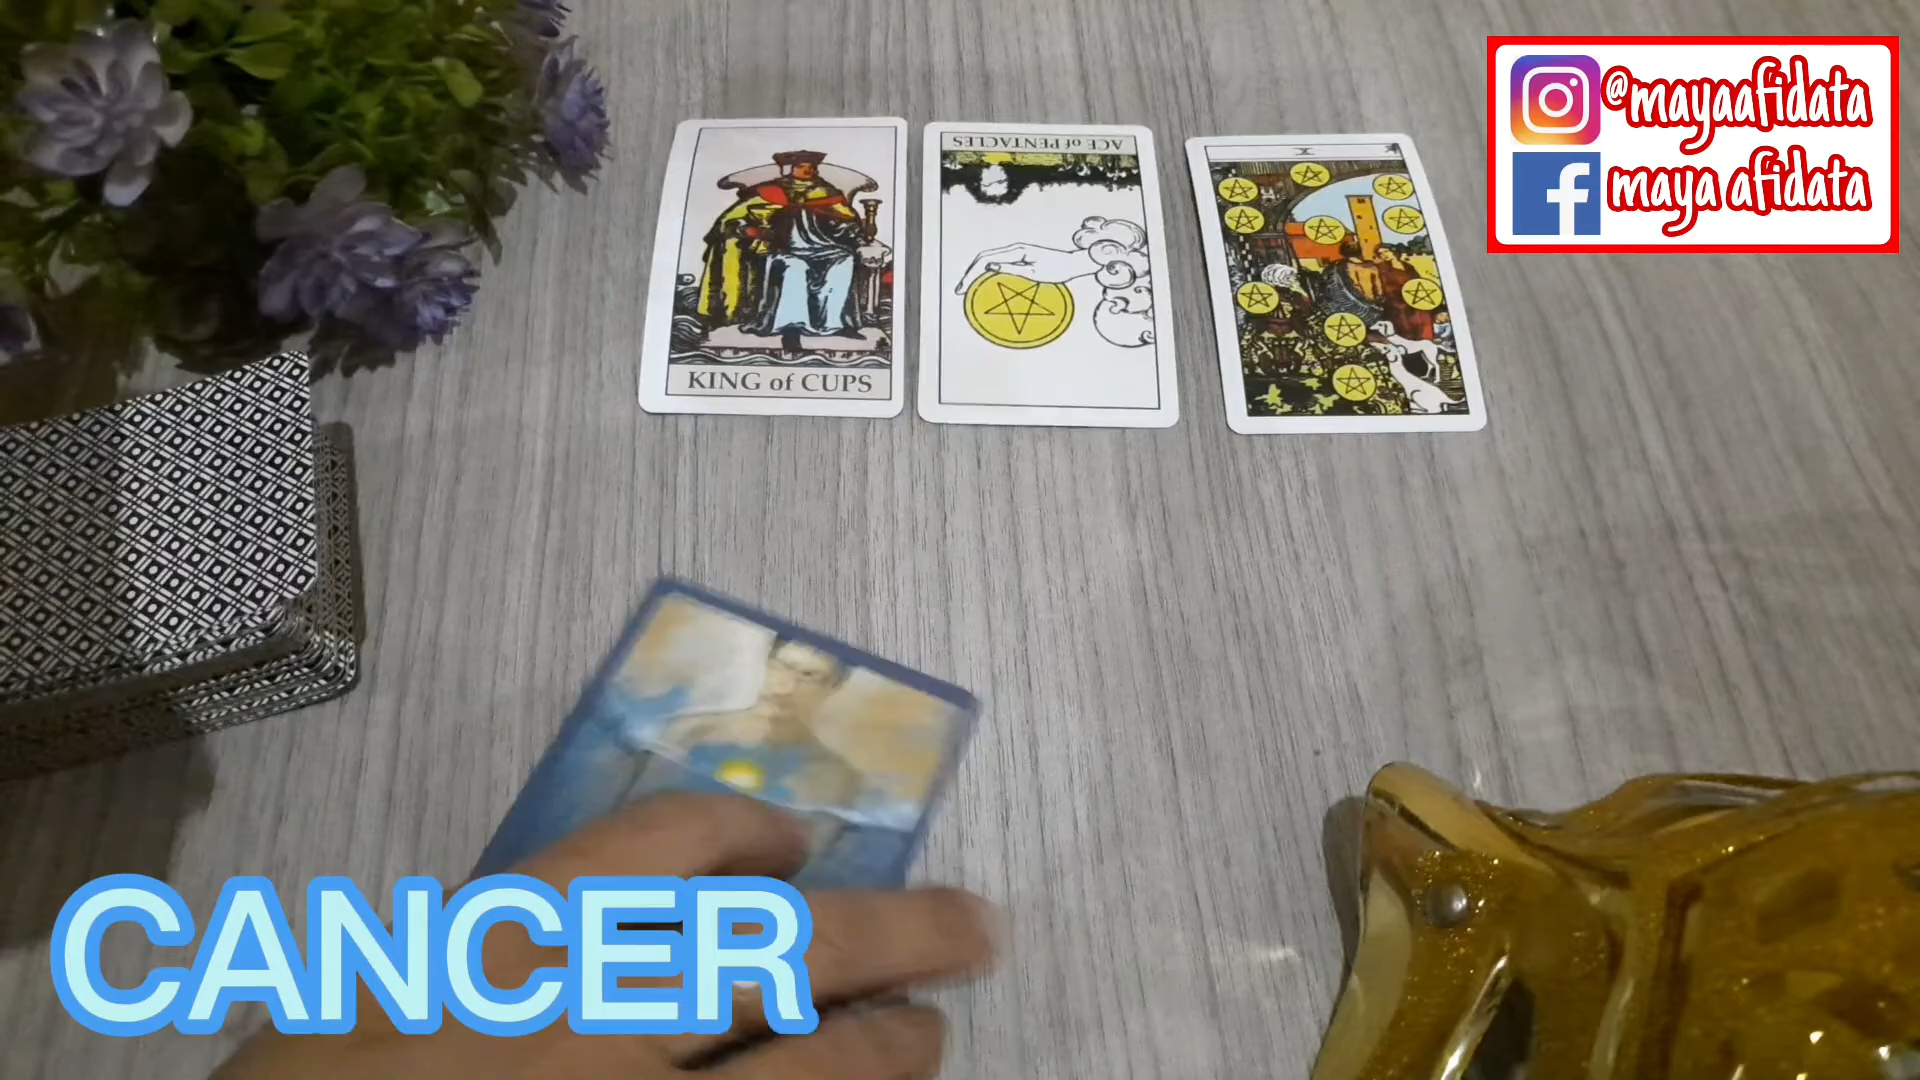 @mayaafidata
maya afidata
KING of CUPS
ACE of PENTACLES
X
CANCER